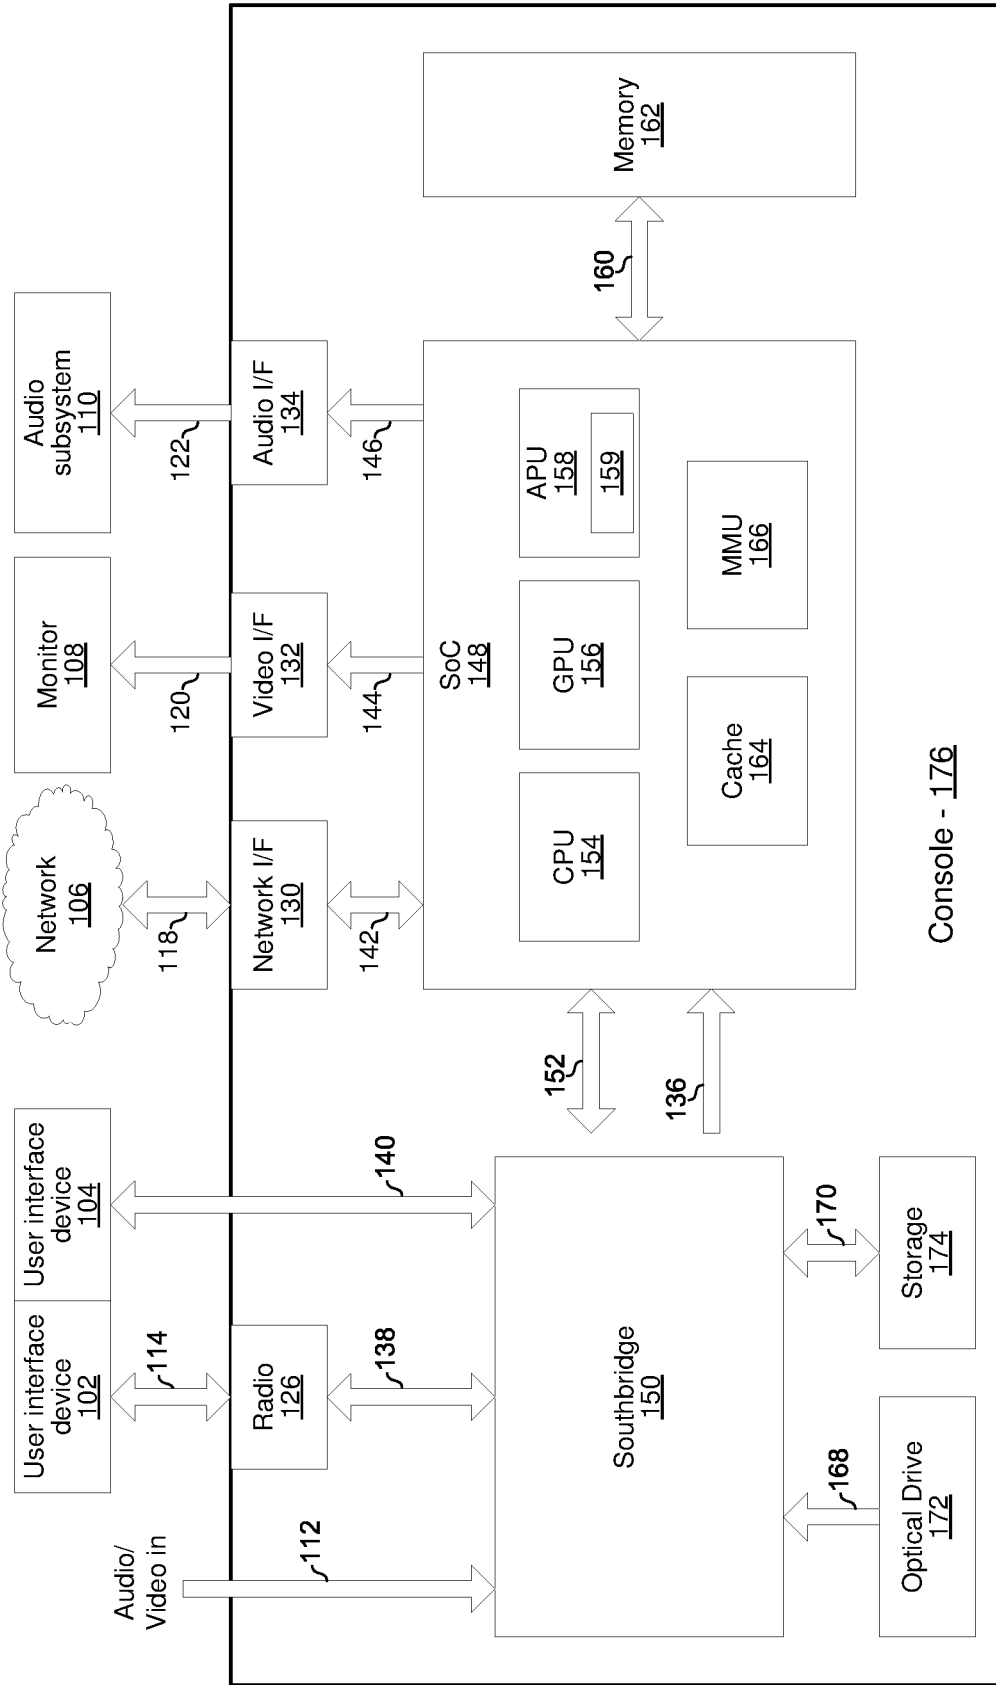 Audio/
Video in
User interface
device
102
User interface
device
104
Network
106
Monitor
108
Audio
subsystem
110
112
114
118
120
122
Radio
126
Network I/F
130
Video I/F
132
Audio I/F
134
138
140
142
144
146
Southbridge
150
152
136
SoC
148
CPU
154
GPU
156
APU
158
159
Cache
164
MMU
166
160
Memory
162
168
170
Optical Drive
172
Storage
174
Console - 176